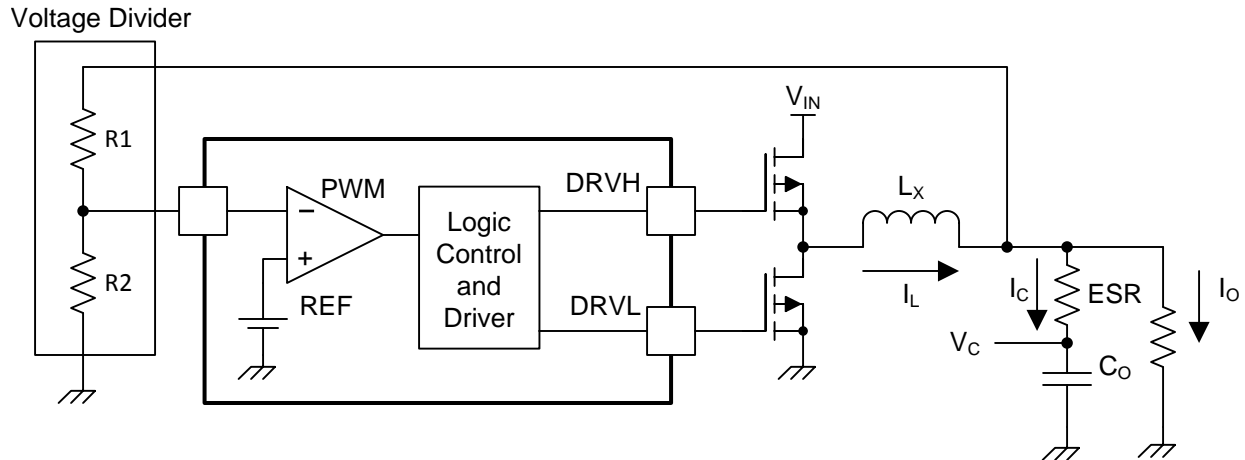 Voltage Divider
R1
R2
PWM
−
+
REF
Logic
Control
and
Driver
DRVH
DRVL
V_IN
L_X
I_L
I_C
ESR
I_O
V_C
C_O